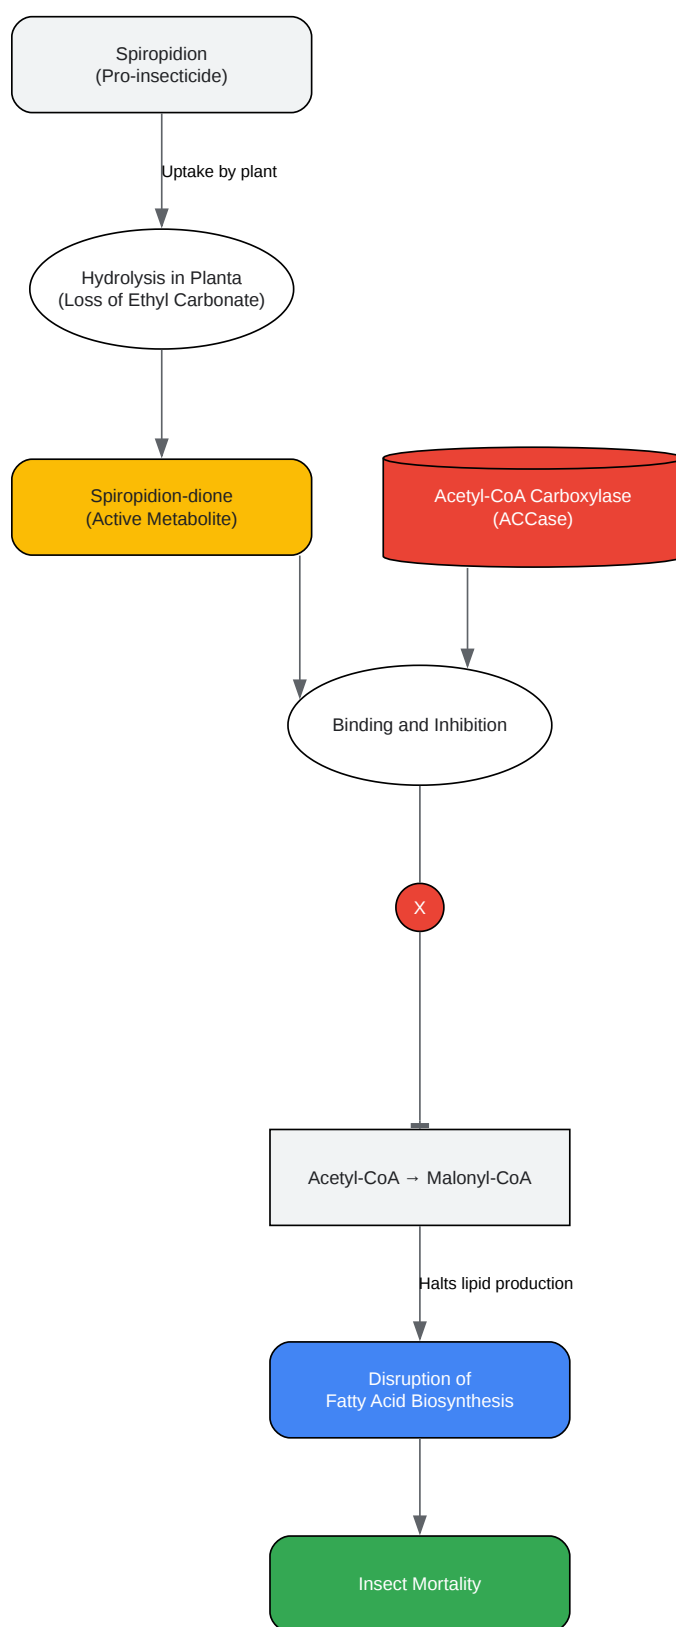 Spiropidion
(Pro-insecticide)
Uptake by plant
Hydrolysis in Planta
(Loss of Ethyl Carbonate)
Spiropidion-dione
(Active Metabolite)
Acetyl-CoA Carboxylase
(ACCase)
Binding and Inhibition
X
Acetyl-CoA → Malonyl-CoA
Halts lipid production
Disruption of
Fatty Acid Biosynthesis
Insect Mortality